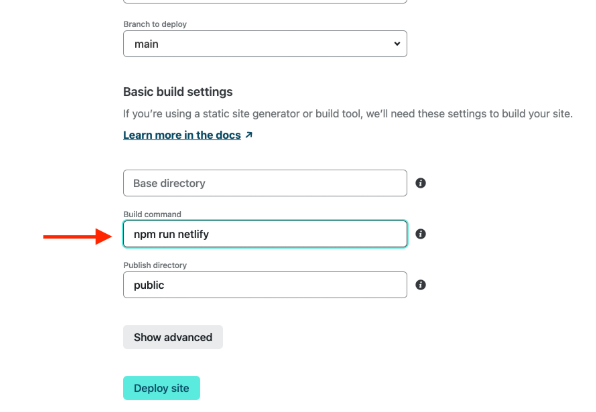 Branch to deploy
main
Basic build settings
If you're using a static site generator or build tool, we'll need these settings to build your site.
Learn more in the docs ↗
Base directory
Build command
npm run netlify
Publish directory
public
Show advanced
Deploy site